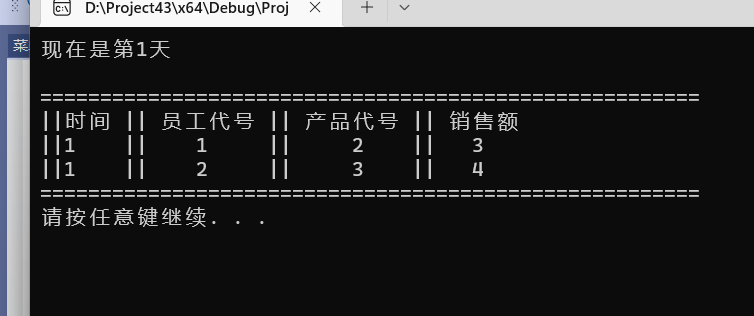 D:\Project43\x64\Debug\Proj
菜
现在是第1天
=======================================================
||时间 || 员工代号 || 产品代号 || 销售额
||1    ||    1     ||     2    ||   3
||1    ||    2     ||     3    ||   4
=======================================================
请按任意键继续. . .